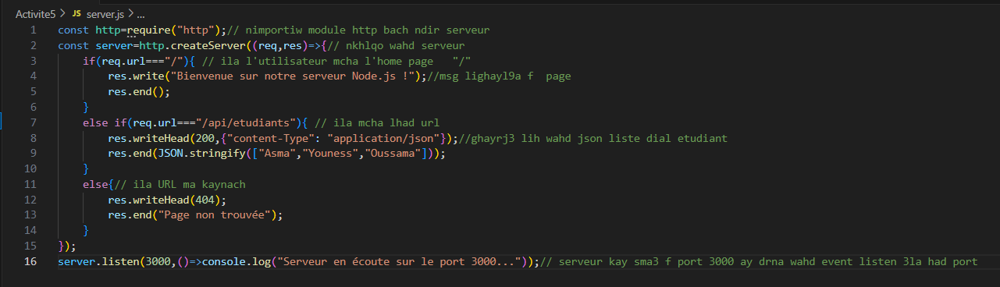 Activite5 > JS server.js > ...
1 const http=require("http");// nimportiw module http bach ndir serveur
2 const server=http.createServer((req,res)=>{// nkhlqo wahd serveur
3     if(req.url==="/"){ // ila l'utilisateur mcha l'home page   "/"
4         res.write("Bienvenue sur notre serveur Node.js !");//msg lighayl9a f  page
5         res.end();
6     }
7     else if(req.url==="/api/etudiants"){ // ila mcha lhad url
8         res.writeHead(200,{"content-Type": "application/json"});//ghayrj3 lih wahd json liste dial etudiant
9         res.end(JSON.stringify(["Asma","Youness","Oussama"]));
10     }
11     else{// ila URL ma kaynach
12         res.writeHead(404);
13         res.end("Page non trouvée");
14     }
15 });
16 server.listen(3000,()=>console.log("Serveur en écoute sur le port 3000..."));// serveur kay sma3 f port 3000 ay drna wahd event listen 3la had port